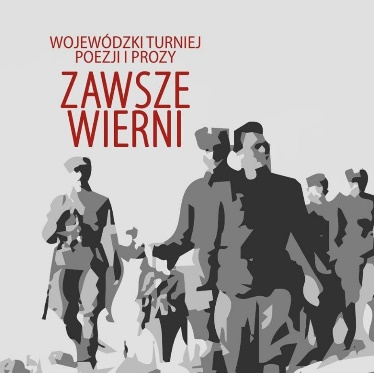 WOJEWÓDZKI TURNIEJ
POEZJI I PROZY
ZAWSZE
WIERNI